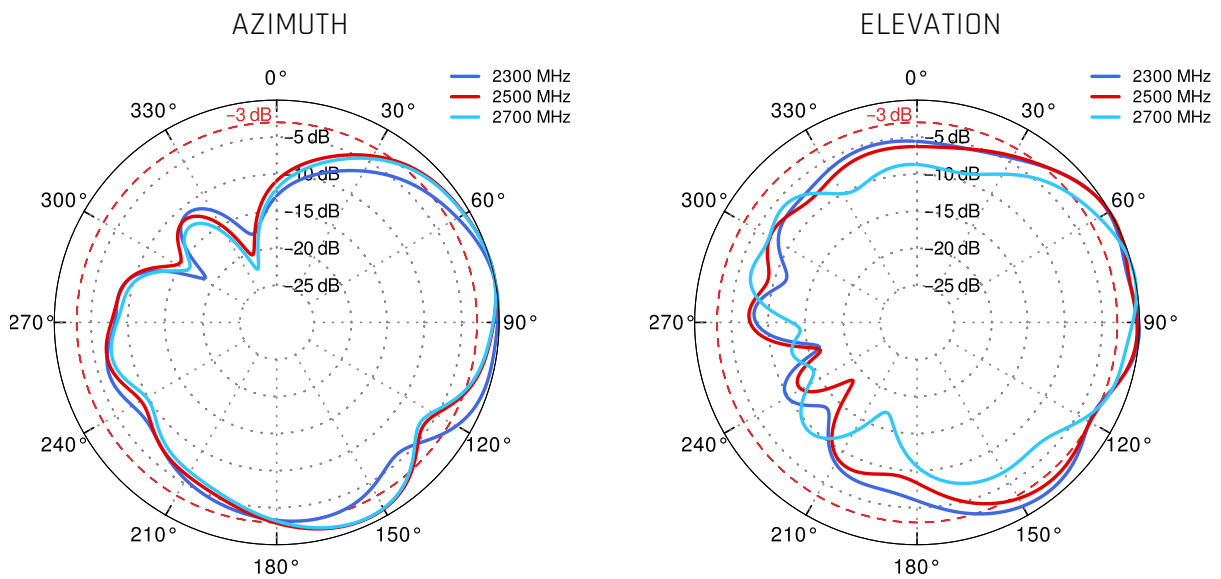 AZIMUTH
2300 MHz
2500 MHz
2700 MHz
0°
30°
60°
90°
120°
150°
180°
210°
240°
270°
300°
330°
−3 dB
−5 dB
−10 dB
−15 dB
−20 dB
−25 dB
ELEVATION
2300 MHz
2500 MHz
2700 MHz
0°
30°
60°
90°
120°
150°
180°
210°
240°
270°
300°
330°
−3 dB
−5 dB
−10 dB
−15 dB
−20 dB
−25 dB